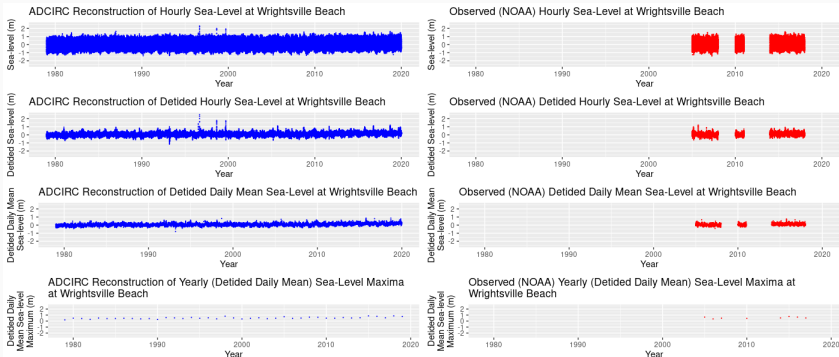 ADCIRC Reconstruction of Hourly Sea-Level at Wrightsville Beach
Sea-level (m)
2
1
0
-1
-2
1980 1990 2000 2010 2020
Year
Observed (NOAA) Hourly Sea-Level at Wrightsville Beach
Sea-level (m)
2
1
0
-1
-2
1980 1990 2000 2010 2020
Year
ADCIRC Reconstruction of Detided Hourly Sea-Level at Wrightsville Beach
Detided Sea-level (m)
2
1
0
-1
-2
1980 1990 2000 2010 2020
Year
Observed (NOAA) Detided Hourly Sea-Level at Wrightsville Beach
Detided Sea-level (m)
2
1
0
-1
-2
1980 1990 2000 2010 2020
Year
ADCIRC Reconstruction of Detided Daily Mean Sea-Level at Wrightsville Beach
Detided Daily Mean
Sea-level (m)
2
1
0
-1
-2
1980 1990 2000 2010 2020
Year
Observed (NOAA) Detided Daily Mean Sea-Level at Wrightsville Beach
Detided Daily Mean
Sea-level (m)
2
1
0
-1
-2
1980 1990 2000 2010 2020
Year
ADCIRC Reconstruction of Yearly (Detided Daily Mean) Sea-Level Maxima
at Wrightsville Beach
Detided Daily
Mean Sea-level
Maximum (m)
2
1
0
-1
-2
1980 1990 2000 2010 2020
Year
Observed (NOAA) Yearly (Detided Daily Mean) Sea-Level Maxima at
Wrightsville Beach
Detided Daily
Mean Sea-level
Maximum (m)
2
1
0
-1
-2
1980 1990 2000 2010 2020
Year